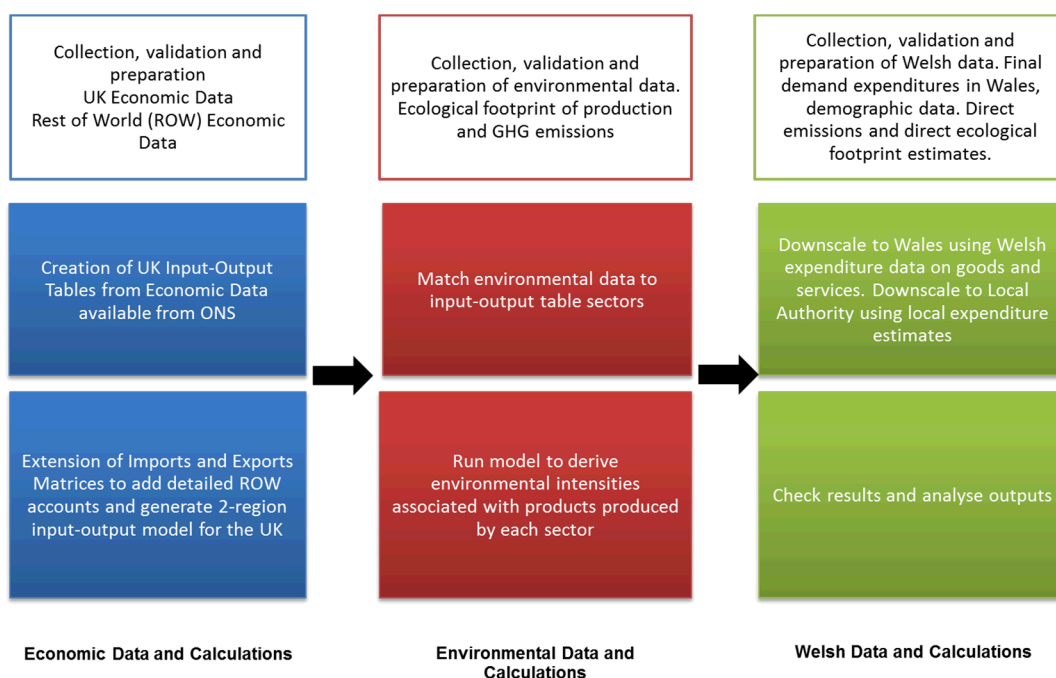 Collection, validation and
preparation
UK Economic Data
Rest of World (ROW) Economic
Data
Collection, validation and
preparation of environmental data.
Ecological footprint of production
and GHG emissions
Collection, validation and
preparation of Welsh data. Final
demand expenditures in Wales,
demographic data. Direct
emissions and direct ecological
footprint estimates.
Creation of UK Input-Output
Tables from Economic Data
available from ONS
Match environmental data to
input-output table sectors
Downscale to Wales using Welsh
expenditure data on goods and
services. Downscale to Local
Authority using local expenditure
estimates
Extension of Imports and Exports
Matrices to add detailed ROW
accounts and generate 2-region
input-output model for the UK
Run model to derive
environmental intensities
associated with products produced
by each sector
Check results and analyse outputs
Economic Data and Calculations
Environmental Data and
Calculations
Welsh Data and Calculations